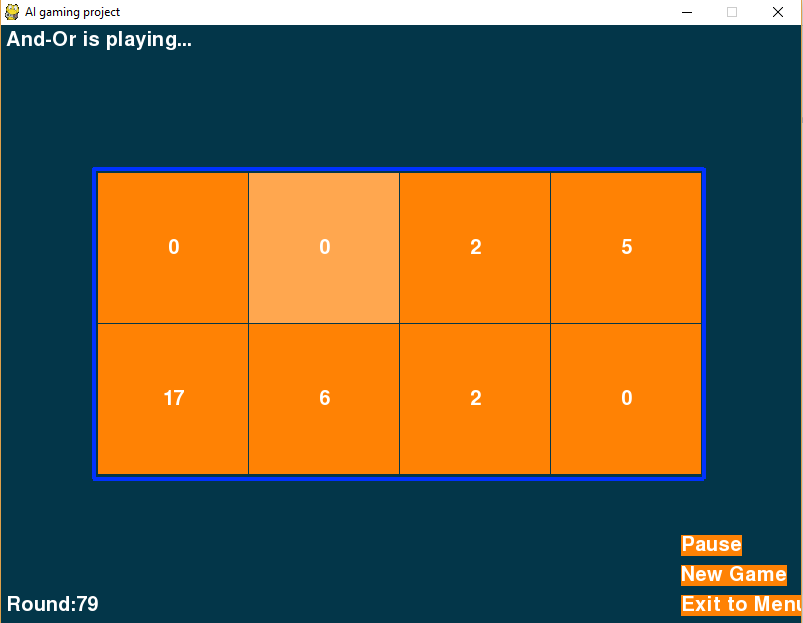 AI gaming project
And-Or is playing...
0 0 2 5
17 6 2 0
Pause
New Game
Exit to Menu
Round:79